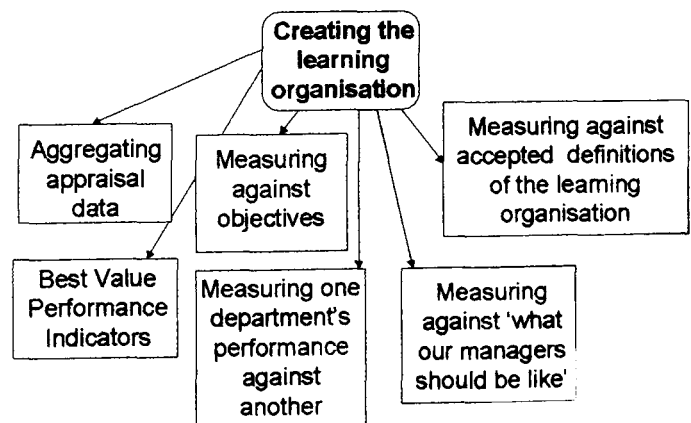 Creating the
learning
organisation
Aggregating
appraisal
data
Measuring
against
objectives
Measuring against
accepted definitions
of the learning
organisation
Best Value
Performance
Indicators
Measuring one
department's
performance
against
another
Measuring
against 'what
our managers
should be like'